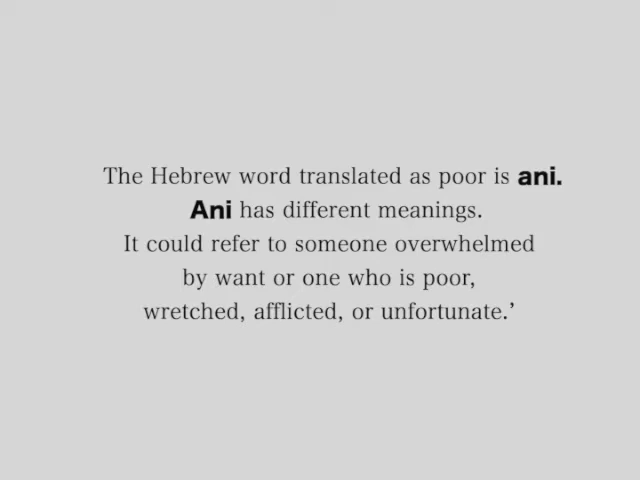 The Hebrew word translated as poor is ani.
Ani has different meanings.
It could refer to someone overwhelmed
by want or one who is poor,
wretched, afflicted, or unfortunate.’